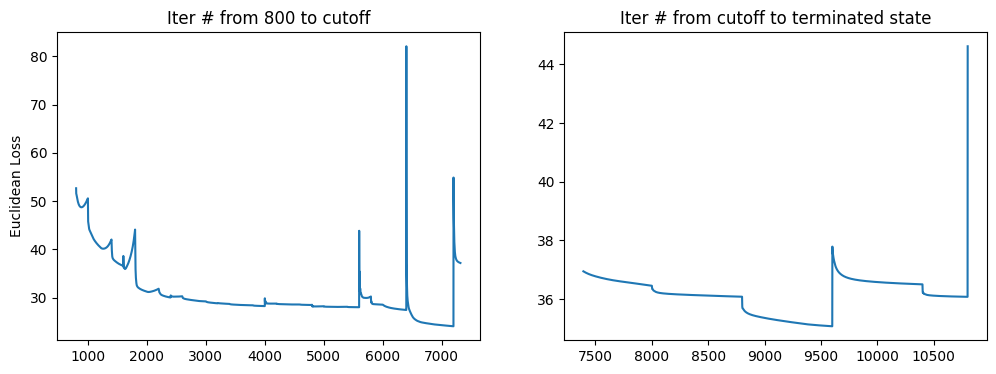 Iter # from 800 to cutoff
Euclidean Loss
80
70
60
50
40
30
1000 2000 3000 4000 5000 6000 7000
Iter # from cutoff to terminated state
44
42
40
38
36
7500 8000 8500 9000 9500 10000 10500